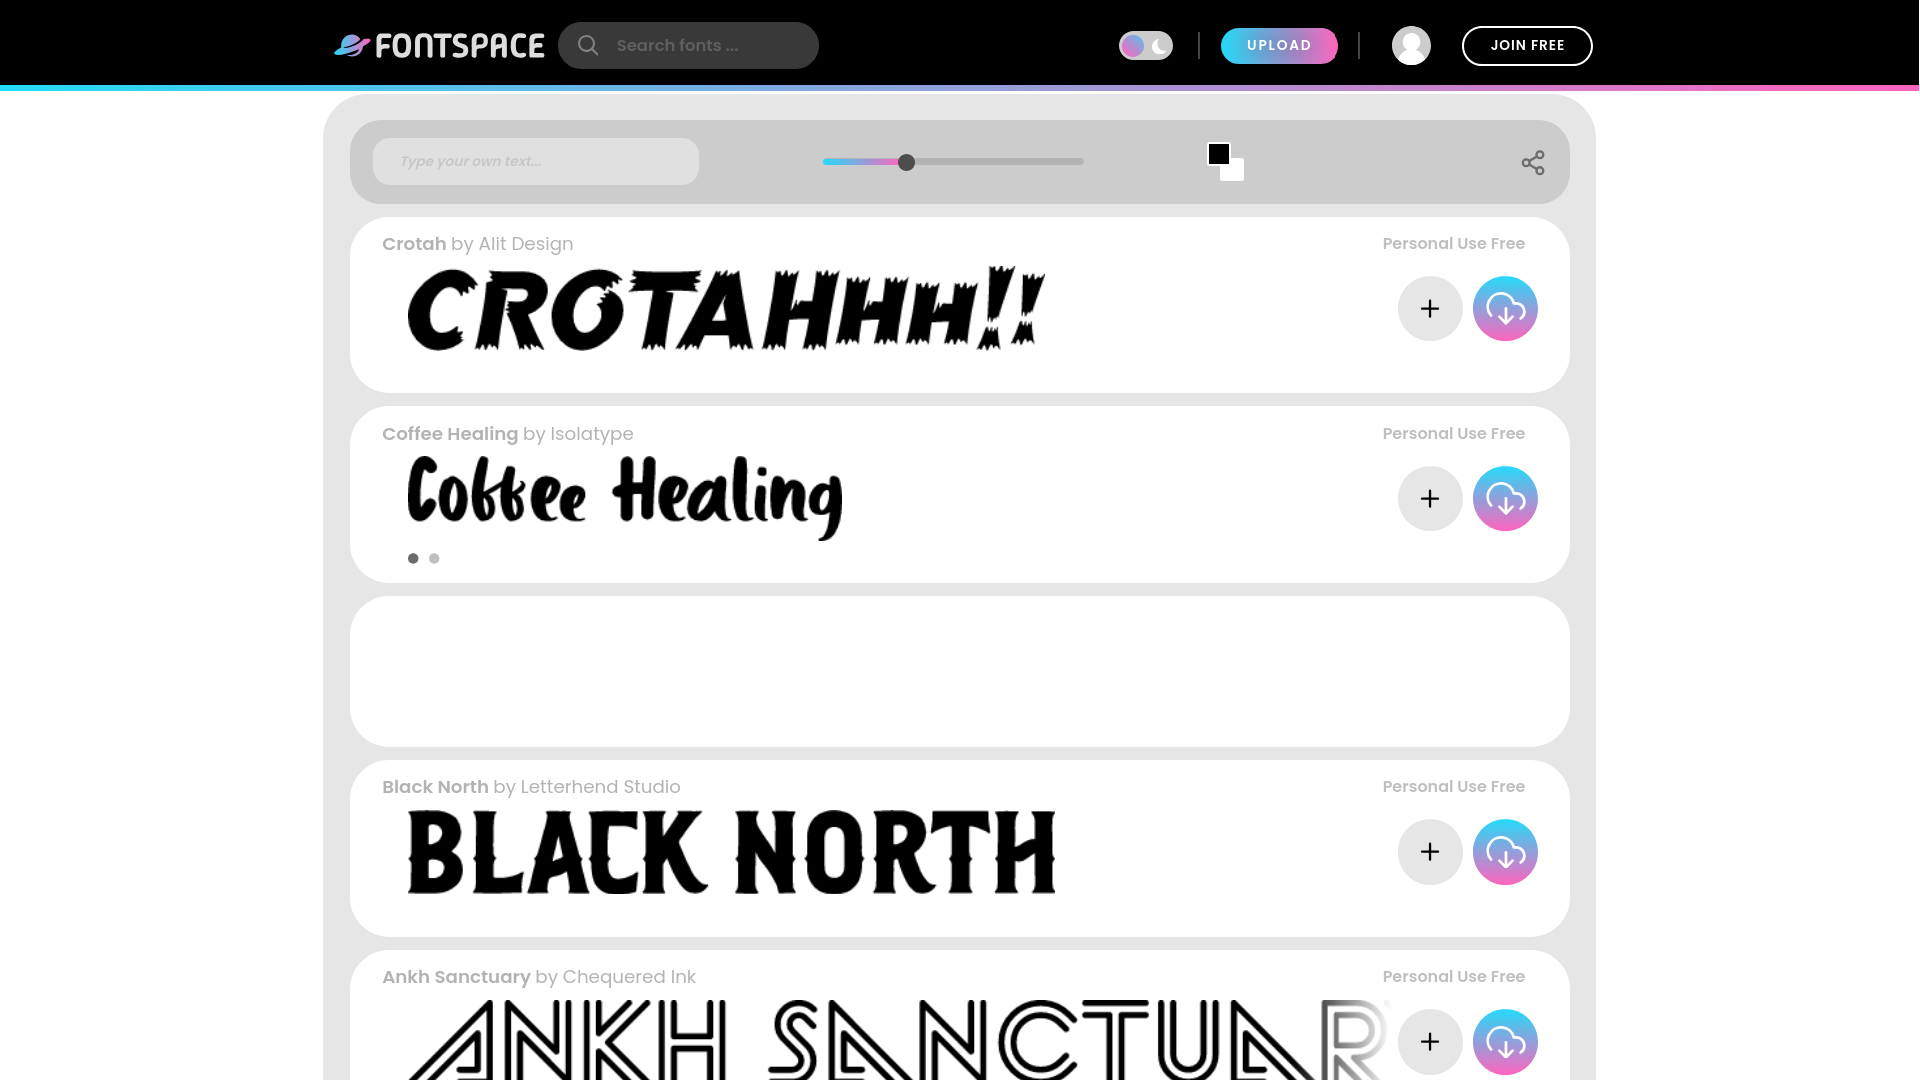 FONTSPACE
Search fonts ...
UPLOAD
JOIN FREE
Type your own text...
Crotah by Alit Design
Personal Use Free
CROTAHHHH!!
Coffee Healing by Isolatype
Personal Use Free
Coffee Healing
Black North by Letterhend Studio
Personal Use Free
BLACK NORTH
Ankh Sanctuary by Chequered Ink
Personal Use Free
ANKH SANCTUAR